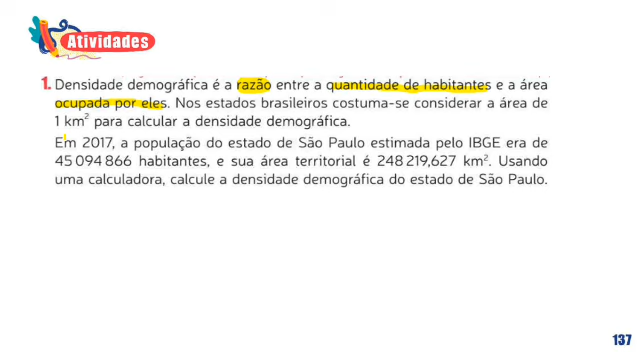 Atividades
1. Densidade demográfica é a razão entre a quantidade de habitantes e a área
ocupada por eles. Nos estados brasileiros costuma-se considerar a área de
1 km² para calcular a densidade demográfica.
Em 2017, a população do estado de São Paulo estimada pelo IBGE era de
45 094 866 habitantes, e sua área territorial é 248 219,627 km². Usando
uma calculadora, calcule a densidade demográfica do estado de São Paulo.
137